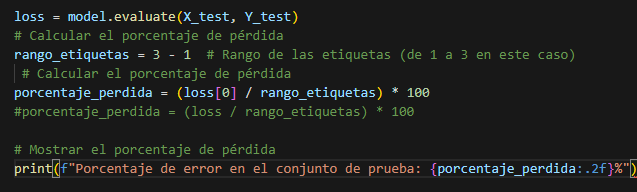 loss = model.evaluate(X_test, Y_test)
# Calcular el porcentaje de pérdida
rango_etiquetas = 3 - 1  # Rango de las etiquetas (de 1 a 3 en este caso)
 # Calcular el porcentaje de pérdida
porcentaje_perdida = (loss[0] / rango_etiquetas) * 100
#porcentaje_perdida = (loss / rango_etiquetas) * 100
# Mostrar el porcentaje de pérdida
print(f"Porcentaje de error en el conjunto de prueba: {porcentaje_perdida:.2f}%")